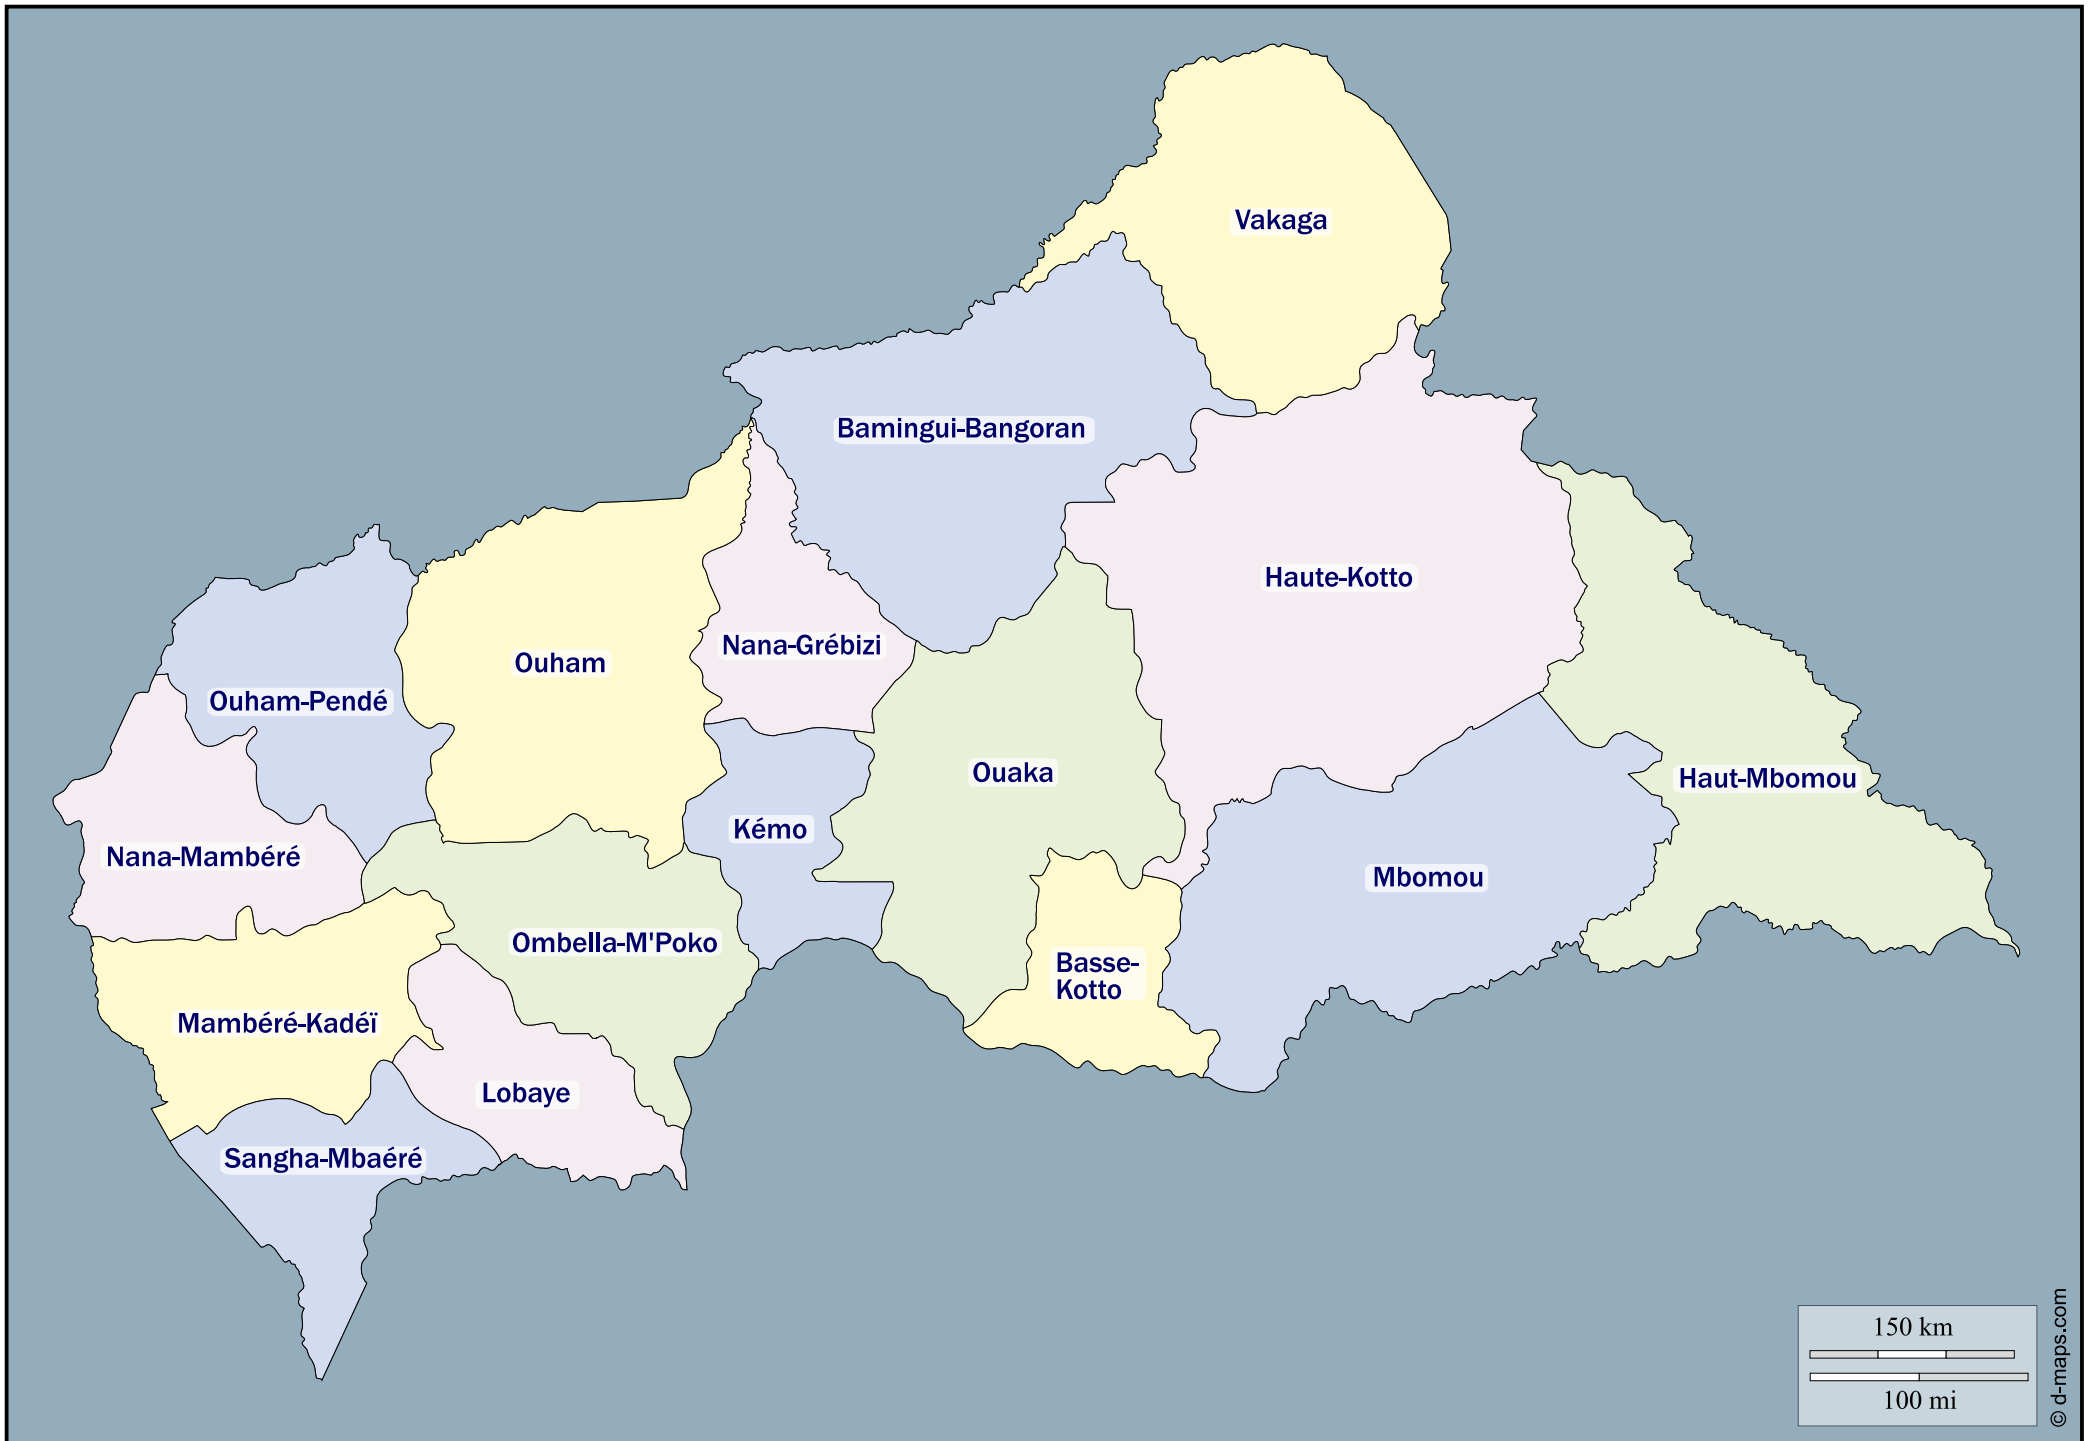 Vakaga
Bamingui-Bangoran
Haute-Kotto
Nana-Grébizi
Ouham
Ouham-Pendé
Ouaka
Haut-Mbomou
Kémo
Nana-Mambéré
Mbomou
Ombella-M'Poko
Basse-
Kotto
Mambéré-Kadéï
Lobaye
Sangha-Mbaéré
150 km
100 mi
© d-maps.com